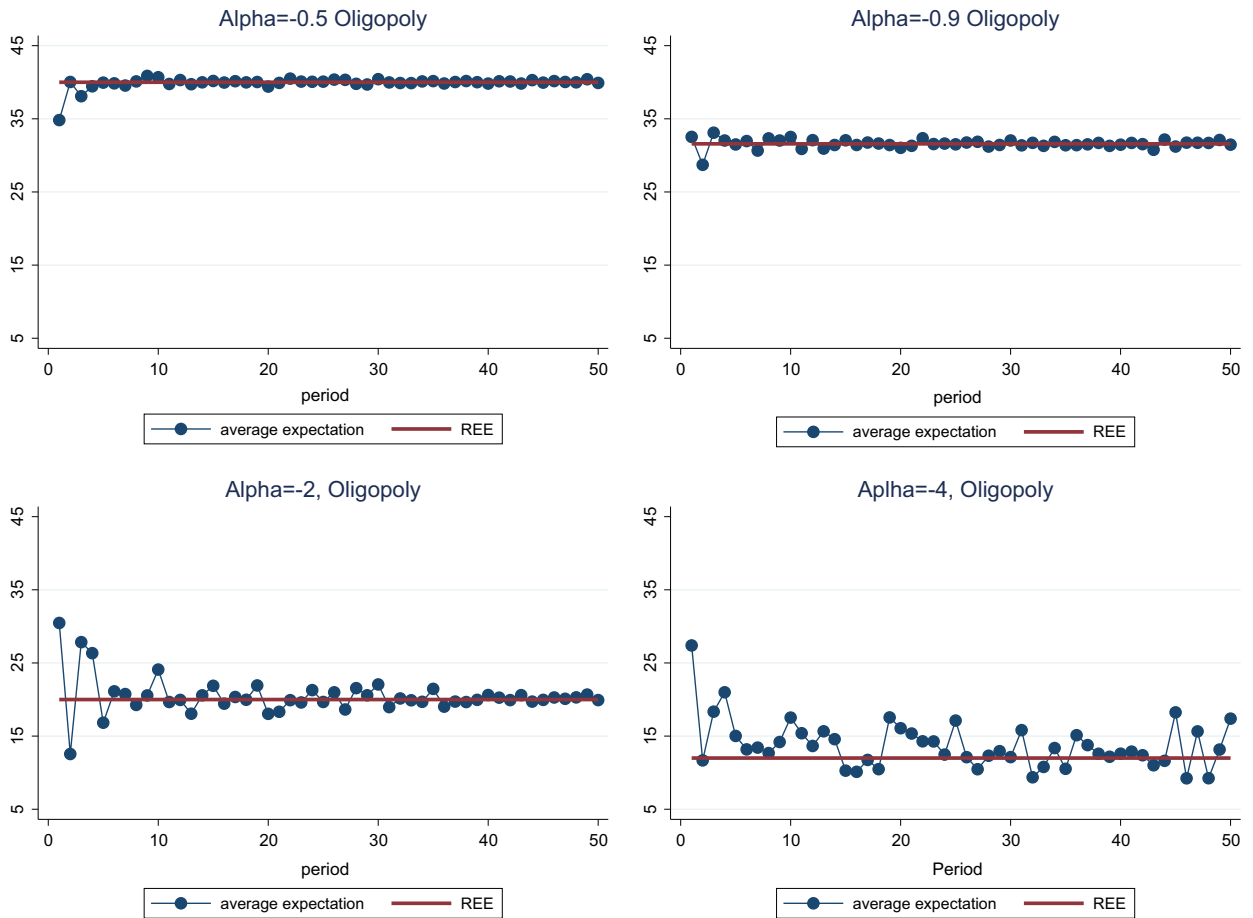 Alpha=-0.5 Oligopoly
45
35
25
15
5
0 10 20 30 40 50
period
average expectation REE
Alpha=-0.9 Oligopoly
45
35
25
15
5
0 10 20 30 40 50
period
average expectation REE
Alpha=-2, Oligopoly
45
35
25
15
5
0 10 20 30 40 50
period
average expectation REE
Aplha=-4, Oligopoly
45
35
25
15
5
0 10 20 30 40 50
Period
average expectation REE